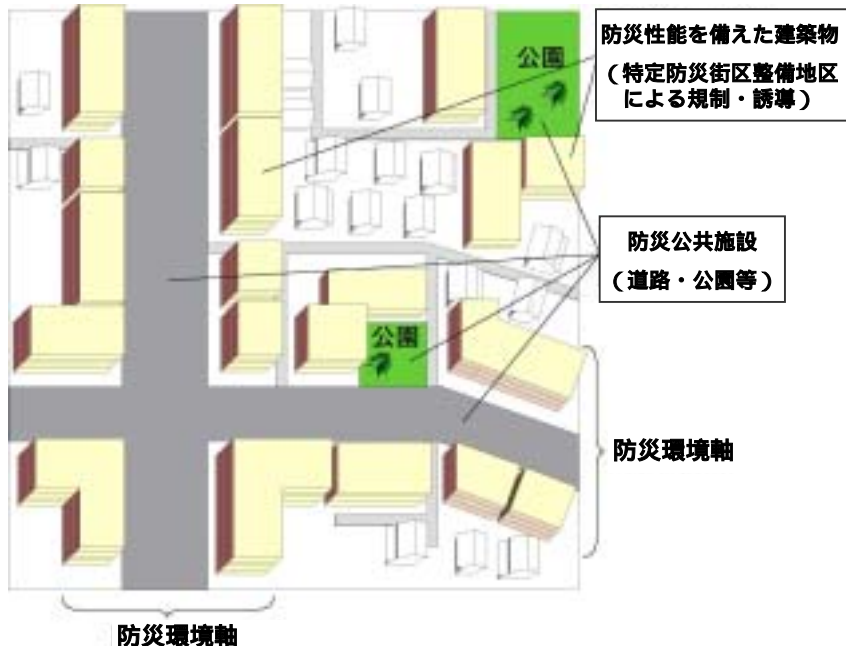 防災性能を備えた建築物
（特定防災街区整備地区
による規制・誘導）
公園
防災公共施設
（道路・公園等）
公園
防災環境軸
防災環境軸